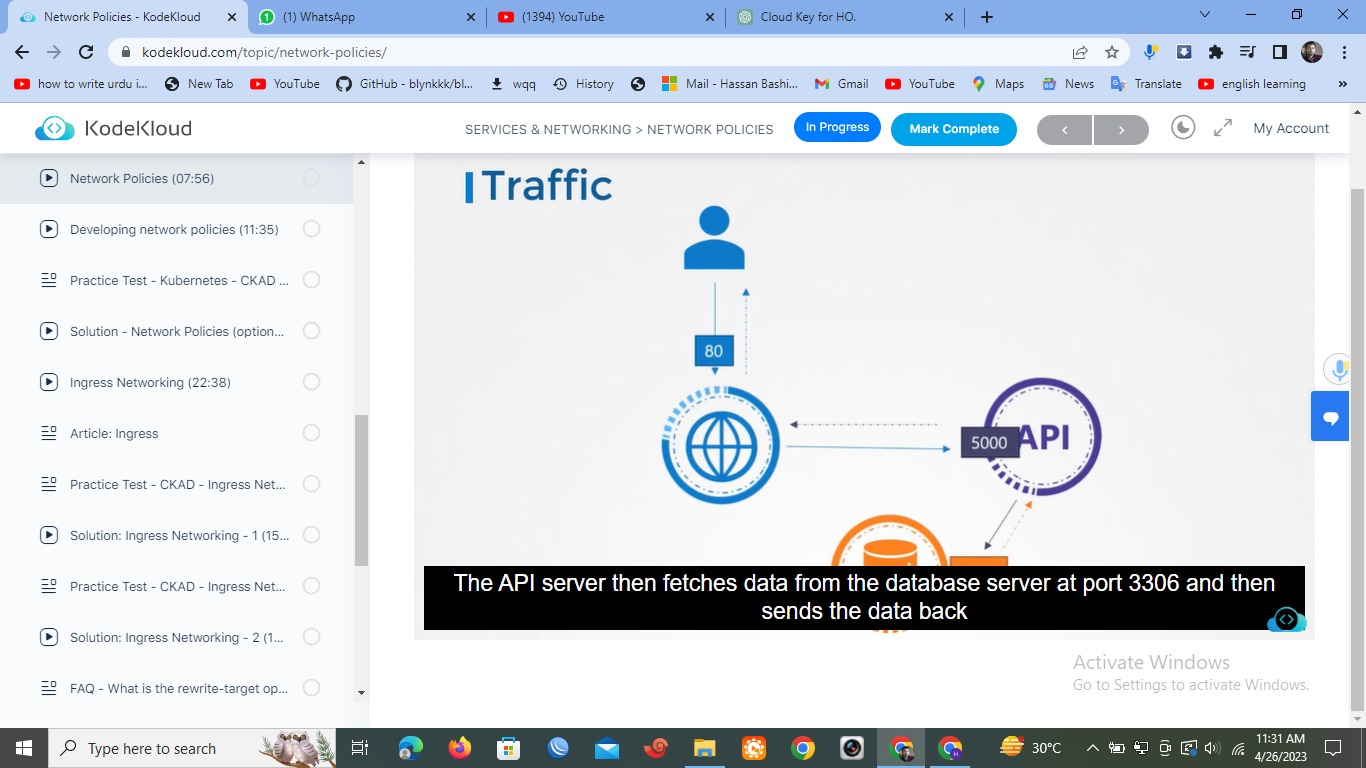 Network Policies - KodeKloud
(1) WhatsApp
(1394) YouTube
Cloud Key for HO.
kodekloud.com/topic/network-policies/
how to write urdu i...
New Tab
YouTube
GitHub - blynkkk/bl...
wqq
History
Mail - Hassan Bashi...
Gmail
YouTube
Maps
News
Translate
english learning
KodeKloud
SERVICES & NETWORKING > NETWORK POLICIES
In Progress
Mark Complete
My Account
Network Policies (07:56)
Developing network policies (11:35)
Practice Test - Kubernetes - CKAD ...
Solution - Network Policies (option...
Ingress Networking (22:38)
Article: Ingress
Practice Test - CKAD - Ingress Net...
Solution: Ingress Networking - 1 (15...
Practice Test - CKAD - Ingress Net...
Solution: Ingress Networking - 2 (1...
FAQ - What is the rewrite-target op...
Traffic
80
5000
API
The API server then fetches data from the database server at port 3306 and then
sends the data back
Activate Windows
Go to Settings to activate Windows.
Type here to search
30°C
11:31 AM
4/26/2023